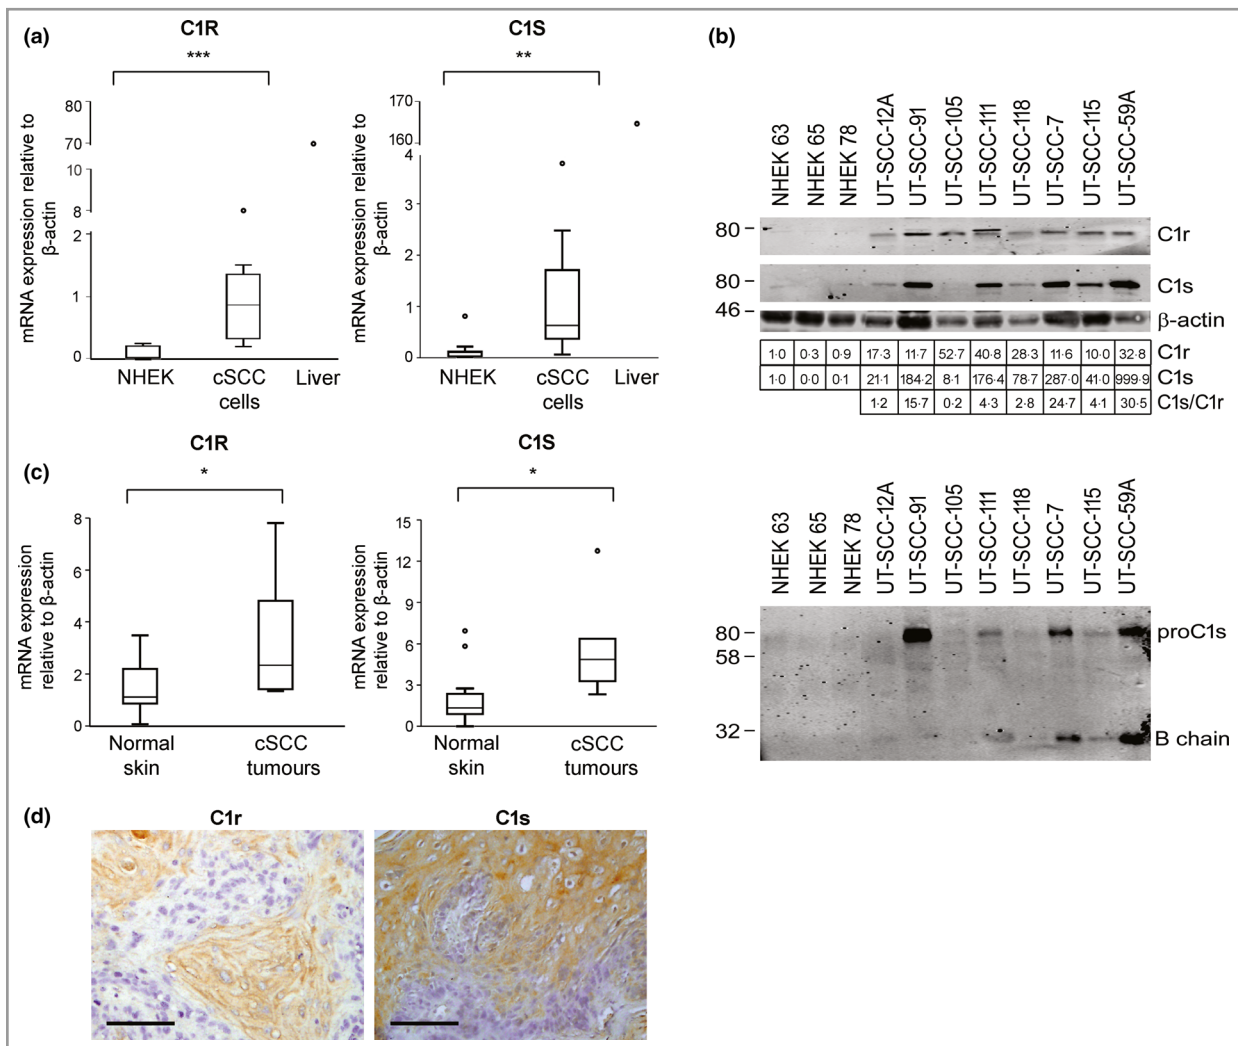 (a)
C1R
***
mRNA expression relative to
β-actin
80
70
10
8
2
1
0
NHEK
cSCC
cells
Liver
C1S
**
mRNA expression relative to
β-actin
170
160
4
3
2
1
0
NHEK
cSCC
cells
Liver
(b)
NHEK 63
NHEK 65
NHEK 78
UT-SCC-12A
UT-SCC-91
UT-SCC-105
UT-SCC-111
UT-SCC-118
UT-SCC-7
UT-SCC-115
UT-SCC-59A
80
C1r
80
C1s
46
β-actin
1·0 0·3 0·9 17·3 11·7 52·7 40·8 28·3 11·6 10·0 32·8 C1r
1·0 0·0 0·1 21·1 184·2 8·1 176·4 78·7 287·0 41·0 999·9 C1s
1·2 15·7 0·2 4·3 2·8 24·7 4·1 30·5 C1s/C1r
NHEK 63
NHEK 65
NHEK 78
UT-SCC-12A
UT-SCC-91
UT-SCC-105
UT-SCC-111
UT-SCC-118
UT-SCC-7
UT-SCC-115
UT-SCC-59A
80
proC1s
58
32
B chain
(c)
C1R
*
mRNA expression
relative to β-actin
8
6
4
2
0
Normal
skin
cSCC
tumours
C1S
*
mRNA expression
relative to β-actin
15
12
9
6
3
0
Normal
skin
cSCC
tumours
(d)
C1r
C1s